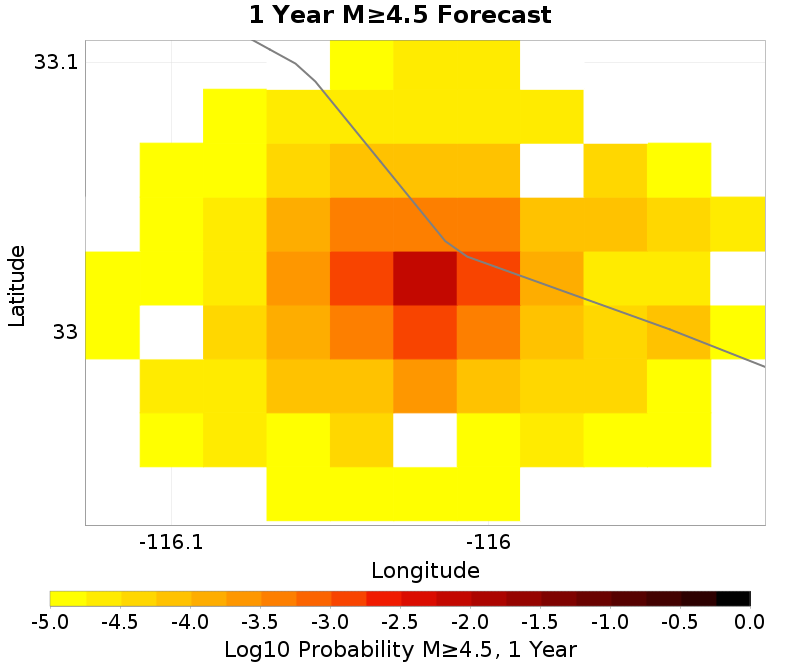 1 Year M≥4.5 Forecast
33.1
33
Latitude
-116.1 -116
Longitude
-5.0 -4.5 -4.0 -3.5 -3.0 -2.5 -2.0 -1.5 -1.0 -0.5 0.0
Log10 Probability M≥4.5, 1 Year